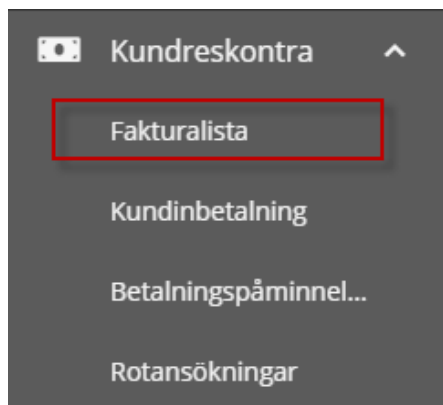 Kundreskontra
Fakturalista
Kundinbetalning
Betalningspåminnel...
Rotansökningar